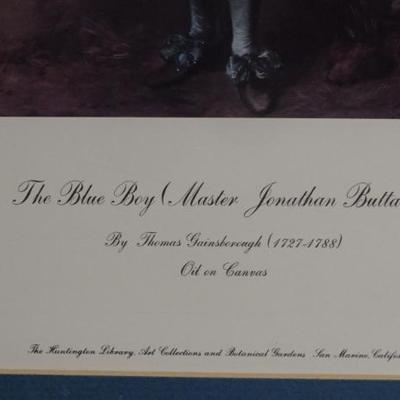 The Blue Boy (Master Jonathan Butta
By Thomas Gainsborough (1727-1788)
Oil on Canvas
The Huntington Library, Art Collections and Botanical Gardens San Marino, Califo